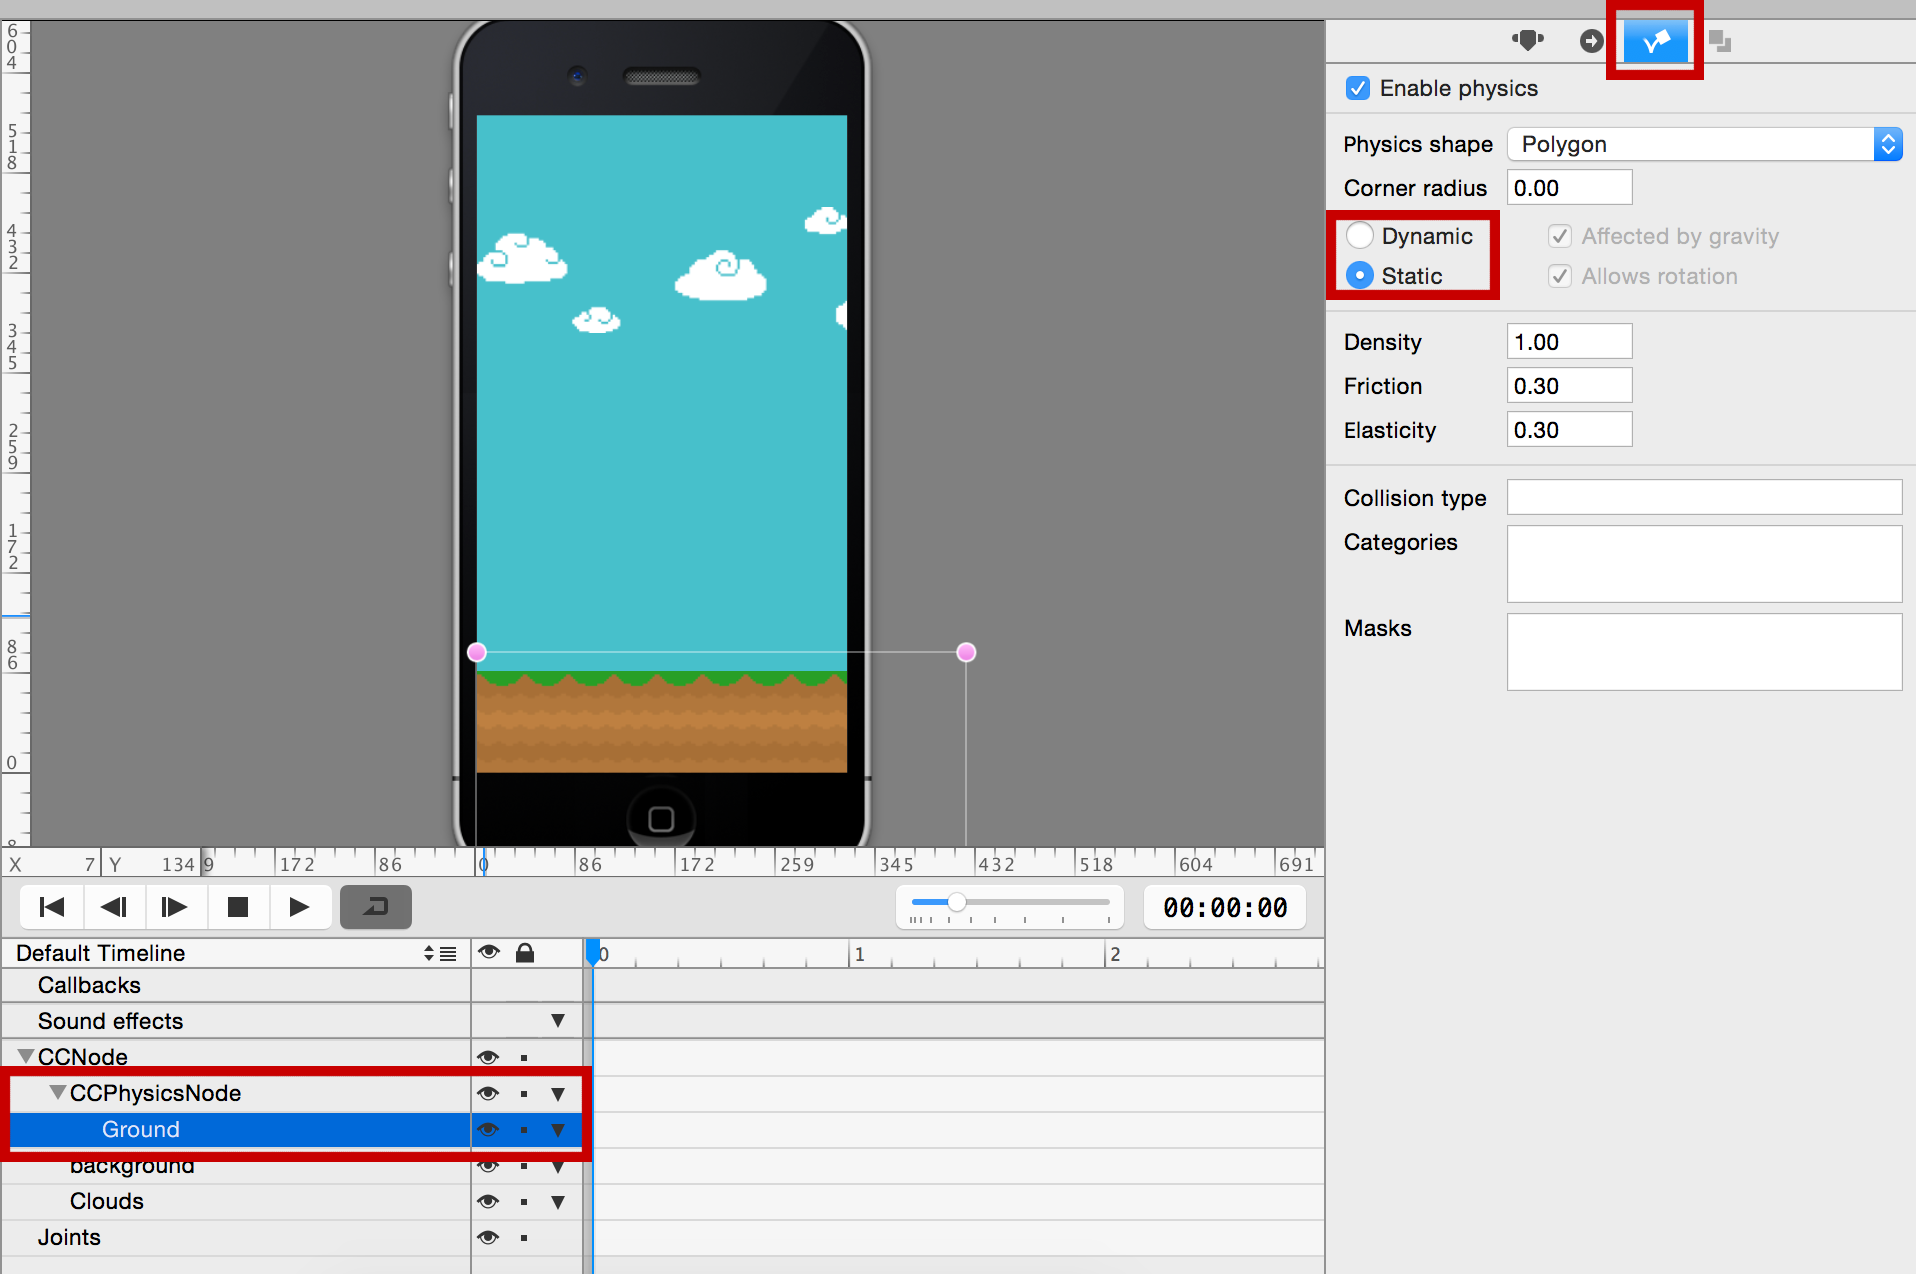 Enable physics
Physics shape Polygon
Corner radius 0.00
Dynamic Affected by gravity
Static Allows rotation
Density 1.00
Friction 0.30
Elasticity 0.30
Collision type
Categories
Masks
604
518
432
345
259
172
86
0
X 7 Y 134 9 172 86 0 86 172 259 345 432 518 604 691
00:00:00
Default Timeline 0 1 2
Callbacks
Sound effects
CCNode
CCPhysicsNode
Ground
background
Clouds
Joints